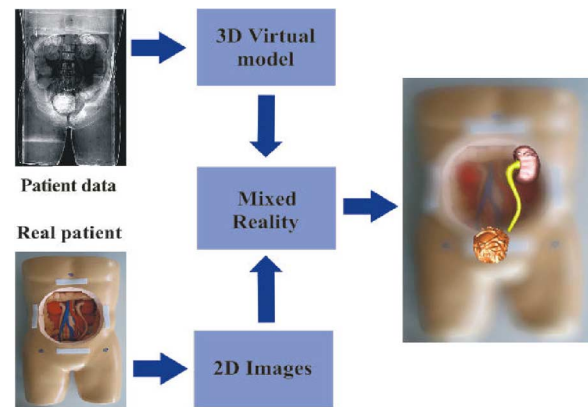 3D Virtual
model
Patient data
Mixed
Reality
Real patient
2D Images